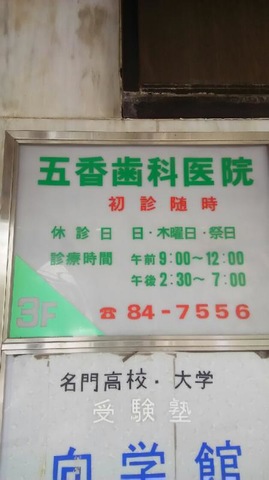 五香歯科医院
初診随時
休診日 日・木曜日・祭日
診療時間 午前9:00〜12:00
午後2:30〜7:00
3F
☎ 84-7556
名門高校・大学
受験塾
向学館